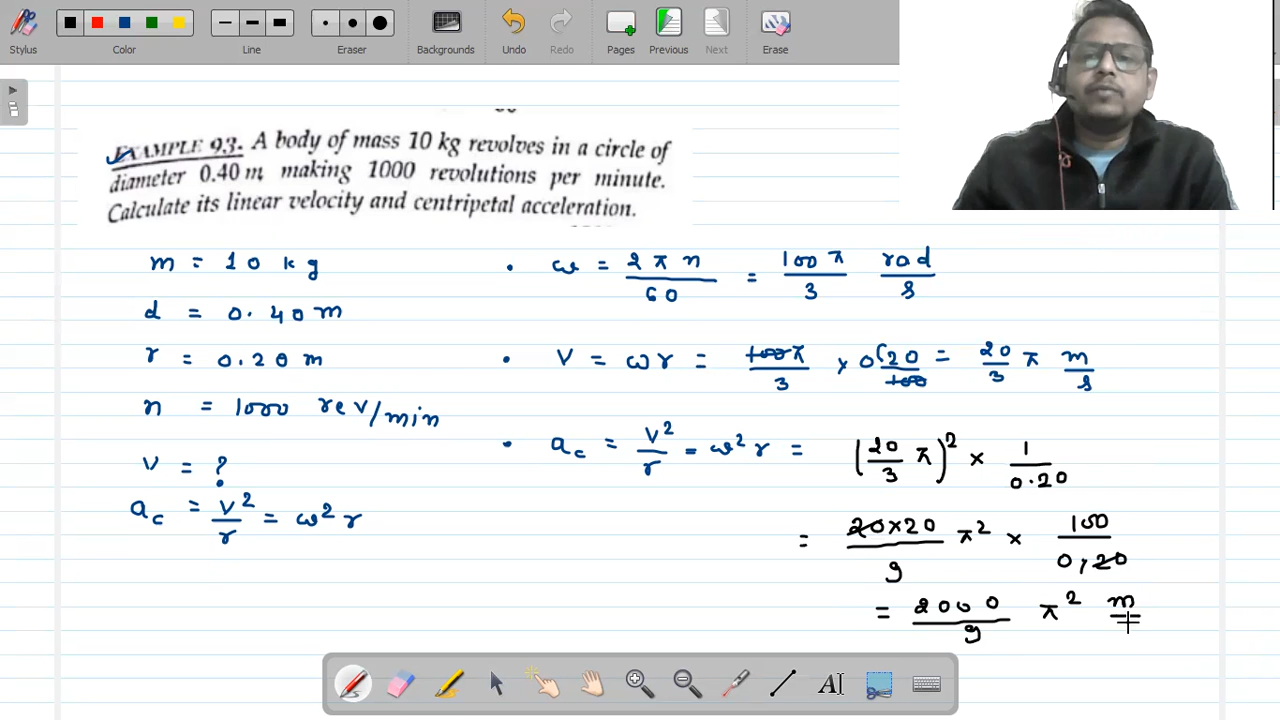 Stylus Color Line Eraser Backgrounds Undo Redo Pages Previous Next Erase
EXAMPLE 93. A body of mass 10 kg revolves in a circle of
diameter 0.40 m making 1000 revolutions per minute.
Calculate its linear velocity and centripetal acceleration.
m = 10 kg
d = 0.40 m
r = 0.20 m
n = 1000 rev/min
v = ?
a_c = v²/r = ω² r
• ω = 2πn/60 = 100π/3 rad/s
• v = ωr = 100π/3 × 0.20/100 = 20/3 π m/s
• a_c = v²/r = ω² r = (20/3 π)² × 1/0.20
= 20×20/9 π² × 100/0.20
= 2000/9 π² m